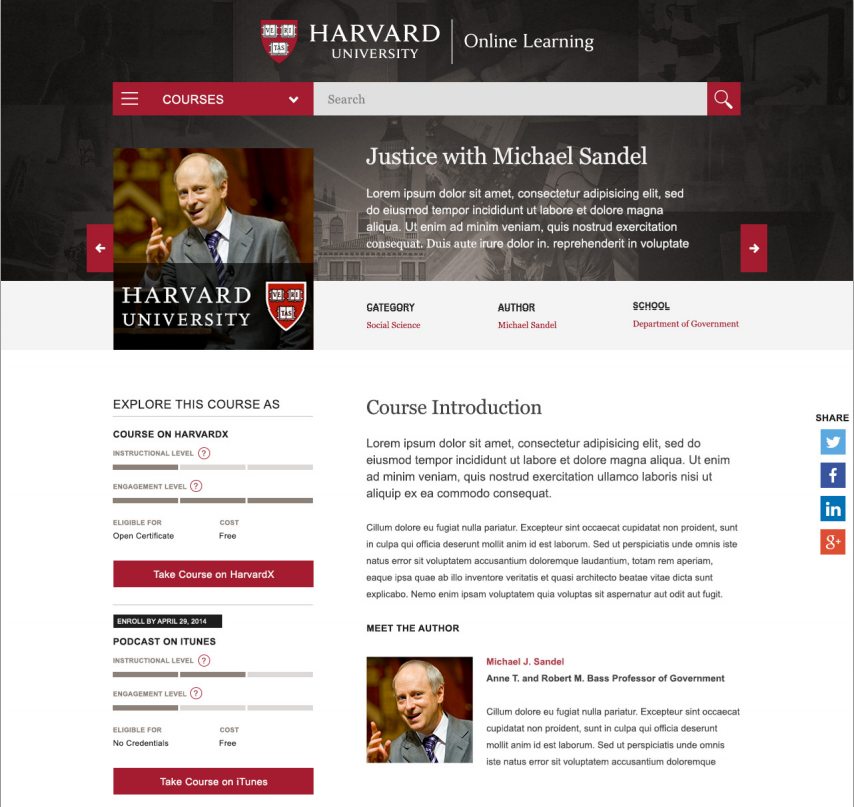 VE RI
TAS
HARVARD
UNIVERSITY
Online Learning
COURSES
Search
Justice with Michael Sandel
Lorem ipsum dolor sit amet, consectetur adipisicing elit, sed
do eiusmod tempor incididunt ut labore et dolore magna
aliqua. Ut enim ad minim veniam, quis nostrud exercitation
consequat. Duis aute irure dolor in. reprehenderit in voluptate
HARVARD
UNIVERSITY
VE RI
TAS
CATEGORY
Social Science
AUTHOR
Michael Sandel
SCHOOL
Department of Government
EXPLORE THIS COURSE AS
COURSE ON HARVARDX
INSTRUCTIONAL LEVEL ?
ENGAGEMENT LEVEL ?
ELIGIBLE FOR COST
Open Certificate Free
Take Course on HarvardX
ENROLL BY APRIL 29, 2014
PODCAST ON ITUNES
INSTRUCTIONAL LEVEL ?
ENGAGEMENT LEVEL ?
ELIGIBLE FOR COST
No Credentials Free
Take Course on iTunes
Course Introduction
Lorem ipsum dolor sit amet, consectetur adipisicing elit, sed do
eiusmod tempor incididunt ut labore et dolore magna aliqua. Ut enim
ad minim veniam, quis nostrud exercitation ullamco laboris nisi ut
aliquip ex ea commodo consequat.
Cillum dolore eu fugiat nulla pariatur. Excepteur sint occaecat cupidatat non proident, sunt
in culpa qui officia deserunt mollit anim id est laborum. Sed ut perspiciatis unde omnis iste
natus error sit voluptatem accusantium doloremque laudantium, totam rem aperiam,
eaque ipsa quae ab illo inventore veritatis et quasi architecto beatae vitae dicta sunt
explicabo. Nemo enim ipsam voluptatem quia voluptas sit aspernatur aut odit aut fugit.
MEET THE AUTHOR
Michael J. Sandel
Anne T. and Robert M. Bass Professor of Government
Cillum dolore eu fugiat nulla pariatur. Excepteur sint occaecat
cupidatat non proident, sunt in culpa qui officia deserunt
mollit anim id est laborum. Sed ut perspiciatis unde omnis
iste natus error sit voluptatem accusantium doloremque
SHARE
f
in
g+